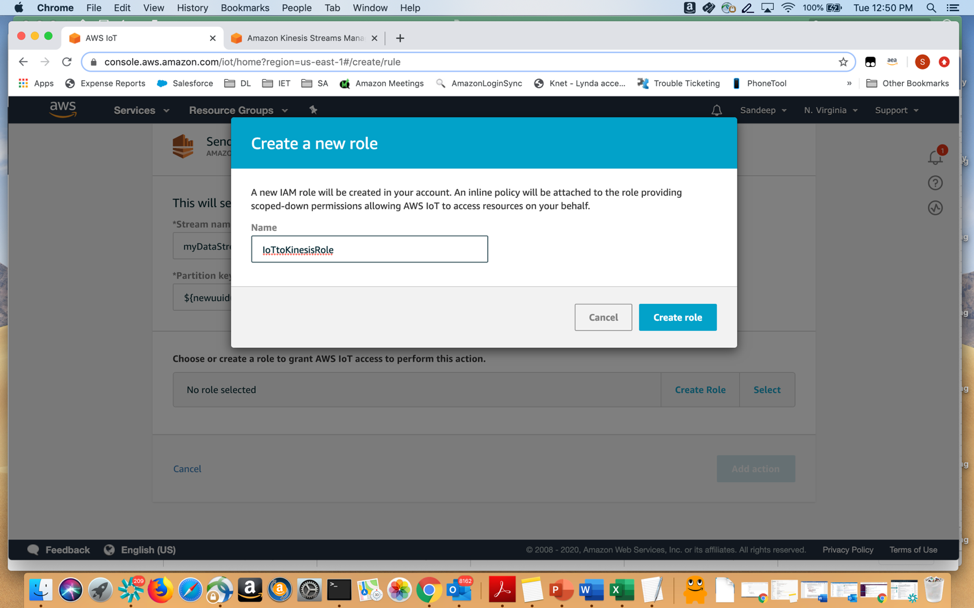 Chrome File Edit View History Bookmarks People Tab Window Help 100% Tue 12:50 PM
AWS IoT Amazon Kinesis Streams Mana
console.aws.amazon.com/iot/home?region=us-east-1#/create/rule S
Apps Expense Reports Salesforce DL IET SA Amazon Meetings AmazonLoginSync Knet - Lynda acce... Trouble Ticketing PhoneTool » Other Bookmarks
aws Services Resource Groups Sandeep N. Virginia Support
Send
AMAZO
Create a new role
1
A new IAM role will be created in your account. An inline policy will be attached to the role providing
scoped-down permissions allowing AWS IoT to access resources on your behalf.
This will se
*Stream nam
Name
myDataStre
IoTtoKinesisRole
*Partition key
${newuuid
Cancel Create role
Choose or create a role to grant AWS IoT access to perform this action.
No role selected Create Role Select
Cancel Add action
Feedback English (US) © 2008 - 2020, Amazon Web Services, Inc. or its affiliates. All rights reserved. Privacy Policy Terms of Use
209
8162